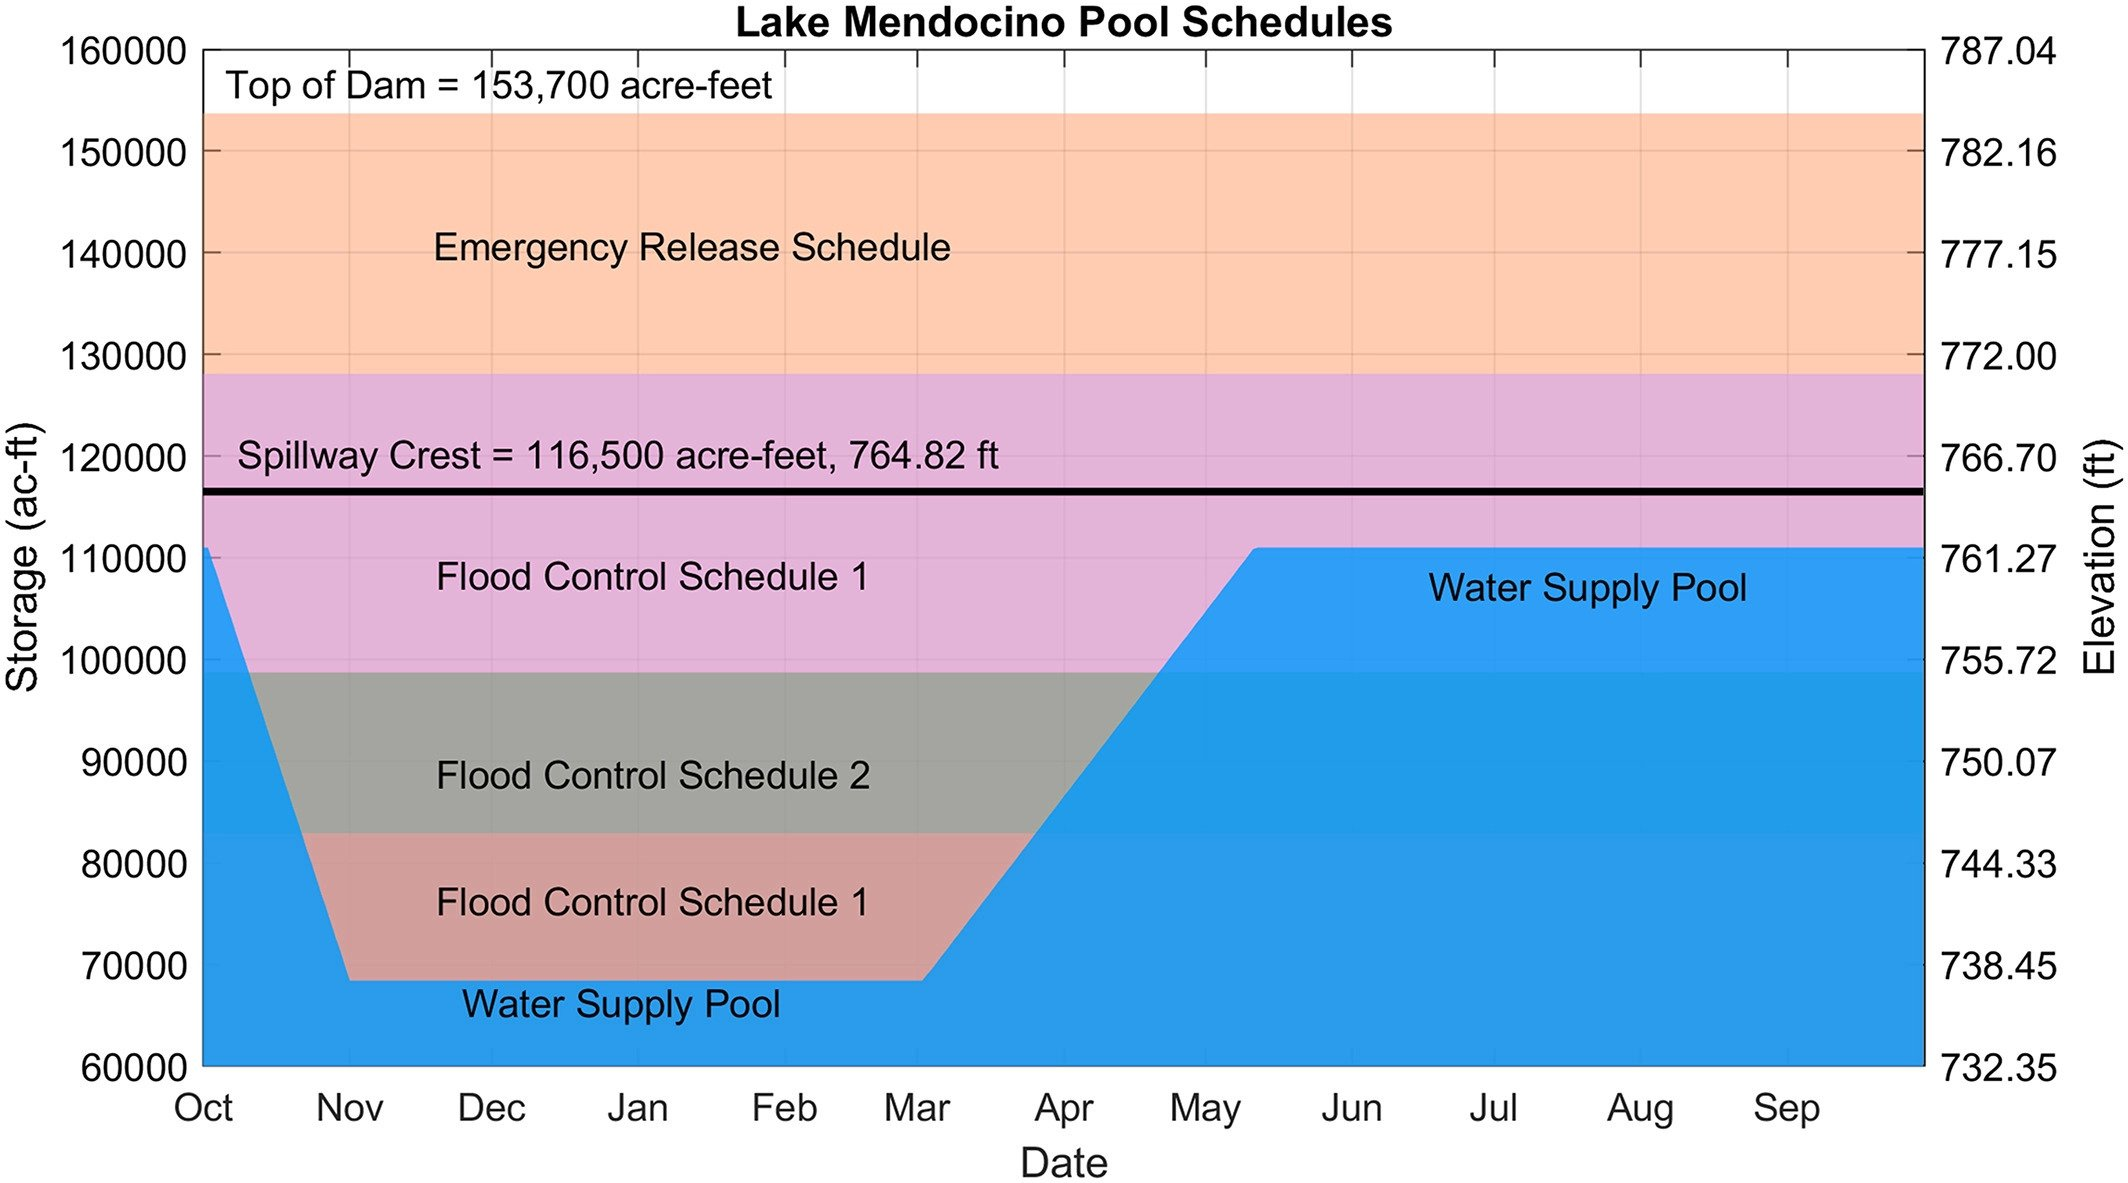 Lake Mendocino Pool Schedules
160000
150000
140000
130000
120000
110000
100000
90000
80000
70000
60000
Storage (ac-ft)
Top of Dam = 153,700 acre-feet
Emergency Release Schedule
Spillway Crest = 116,500 acre-feet, 764.82 ft
Flood Control Schedule 1
Water Supply Pool
Flood Control Schedule 2
Flood Control Schedule 1
Water Supply Pool
787.04
782.16
777.15
772.00
766.70
761.27
755.72
750.07
744.33
738.45
732.35
Elevation (ft)
Oct Nov Dec Jan Feb Mar Apr May Jun Jul Aug Sep
Date